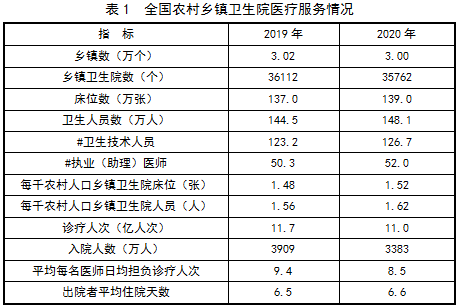 表 1 全国农村乡镇卫生院医疗服务情况
指 标 2019 年 2020 年
乡镇数（万个） 3.02 3.00
乡镇卫生院数（个） 36112 35762
床位数（万张） 137.0 139.0
卫生人员数（万人） 144.5 148.1
#卫生技术人员 123.2 126.7
#执业（助理）医师 50.3 52.0
每千农村人口乡镇卫生院床位（张） 1.48 1.52
每千农村人口乡镇卫生院人员（人） 1.56 1.62
诊疗人次（亿人次） 11.7 11.0
入院人数（万人） 3909 3383
平均每名医师日均担负诊疗人次 9.4 8.5
出院者平均住院天数 6.5 6.6